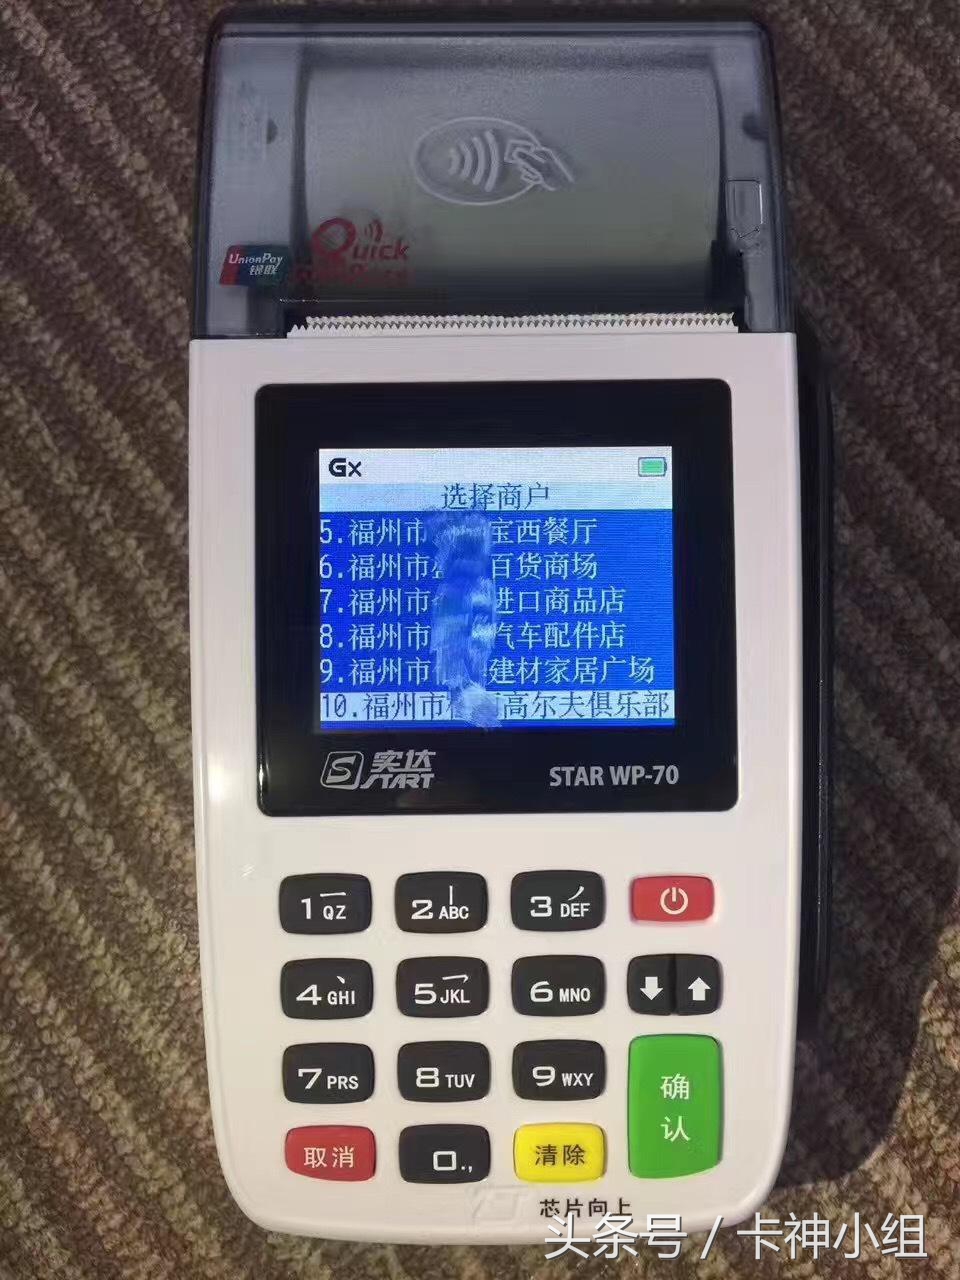 UnionPay
银联
Quick
Gx
选择商户
5.福州市 宝西餐厅
6.福州市 百货商场
7.福州市 进口商品店
8.福州市 汽车配件店
9.福州市 建材家居广场
10.福州市 高尔夫俱乐部
S 实达 START
STAR WP-70
1 QZ 2 ABC 3 DEF
4 GHI 5 JKL 6 MNO
7 PRS 8 TUV 9 WXY 确认
取消 0., 清除
芯片向上
头条号 / 卡神小组